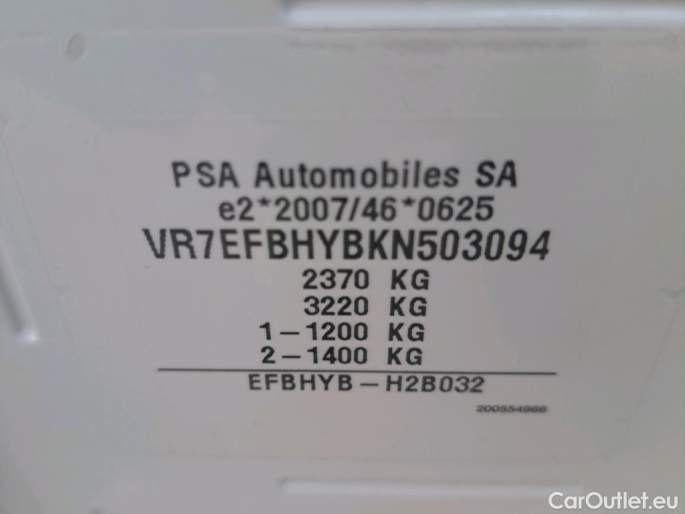 PSA Automobiles SA
e2*2007/46*0625
VR7EFBHYBKN503094
2370 KG
3220 KG
1-1200 KG
2-1400 KG
EFBHYB-H2B032
200554966
CarOutlet.eu